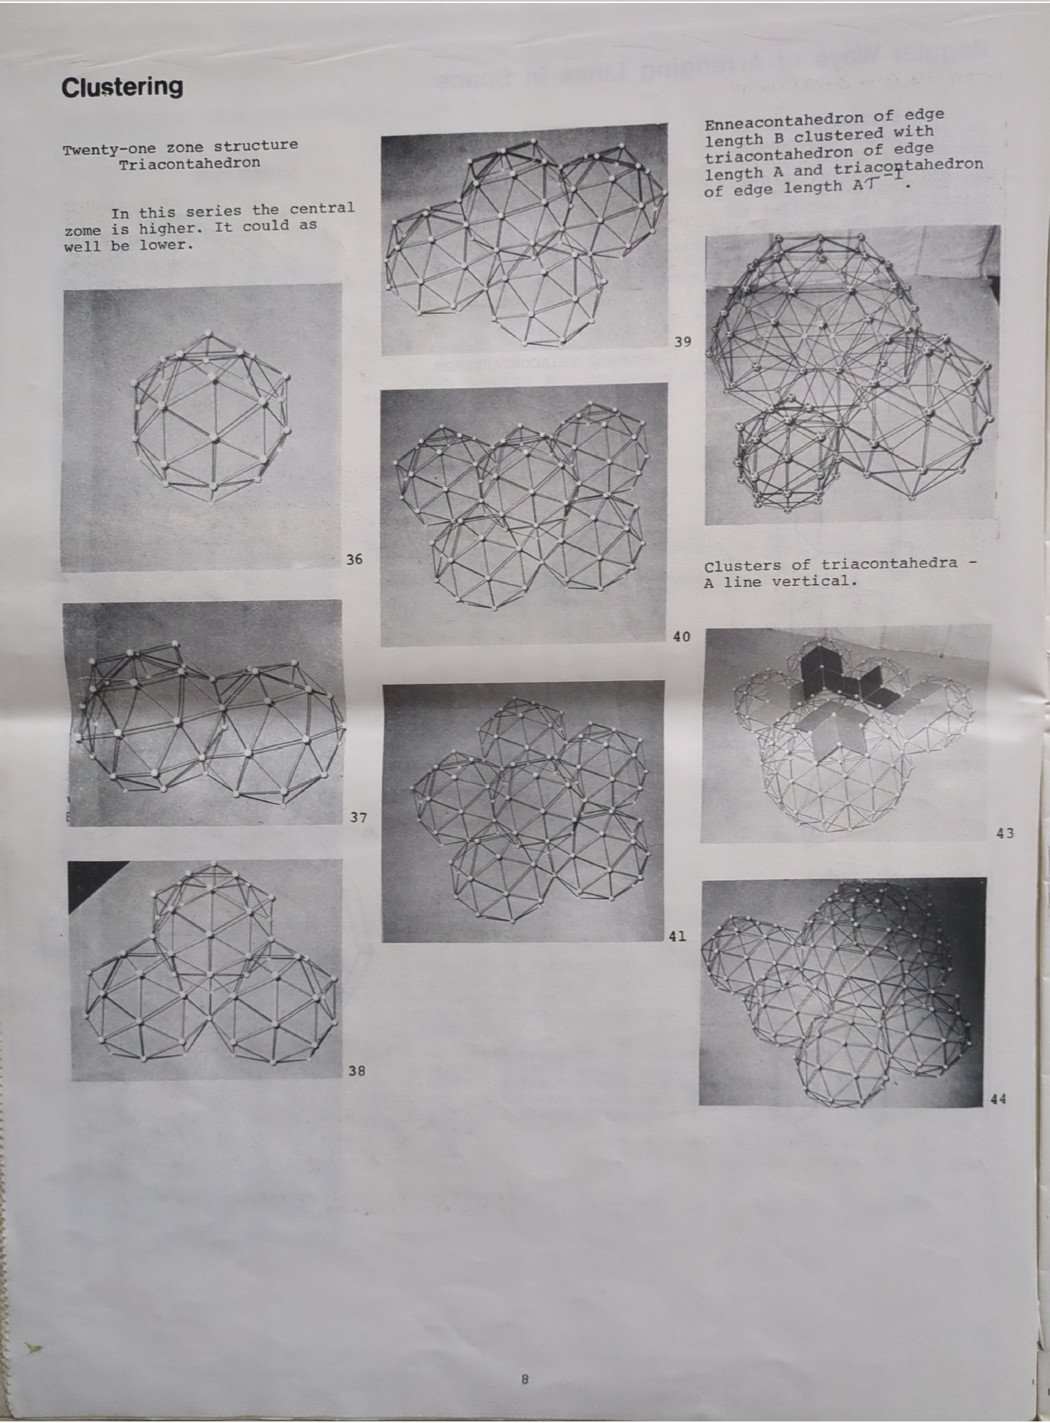 Clustering
Twenty-one zone structure
Triacontahedron
In this series the central
zome is higher. It could as
well be lower.
36
37
38
39
40
41
Enneacontahedron of edge
length B clustered with
triacontahedron of edge
length A and triacontahedron
of edge length Aτ⁻¹.
Clusters of triacontahedra -
A line vertical.
43
44
8